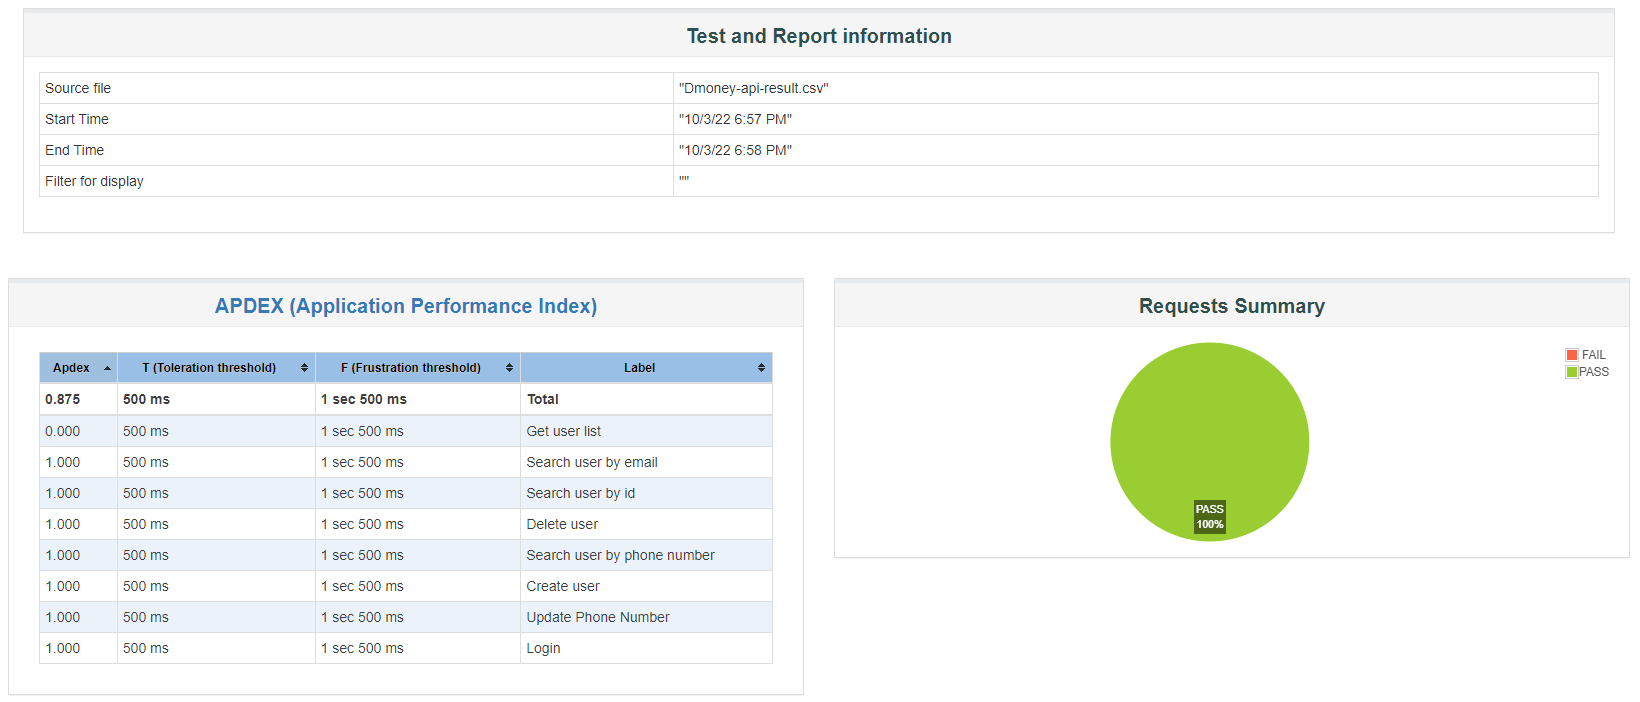 Test and Report information
Source file "Dmoney-api-result.csv"
Start Time "10/3/22 6:57 PM"
End Time "10/3/22 6:58 PM"
Filter for display ""
APDEX (Application Performance Index)
Apdex T (Toleration threshold) F (Frustration threshold) Label
0.875 500 ms 1 sec 500 ms Total
0.000 500 ms 1 sec 500 ms Get user list
1.000 500 ms 1 sec 500 ms Search user by email
1.000 500 ms 1 sec 500 ms Search user by id
1.000 500 ms 1 sec 500 ms Delete user
1.000 500 ms 1 sec 500 ms Search user by phone number
1.000 500 ms 1 sec 500 ms Create user
1.000 500 ms 1 sec 500 ms Update Phone Number
1.000 500 ms 1 sec 500 ms Login
Requests Summary
FAIL
PASS
PASS
100%